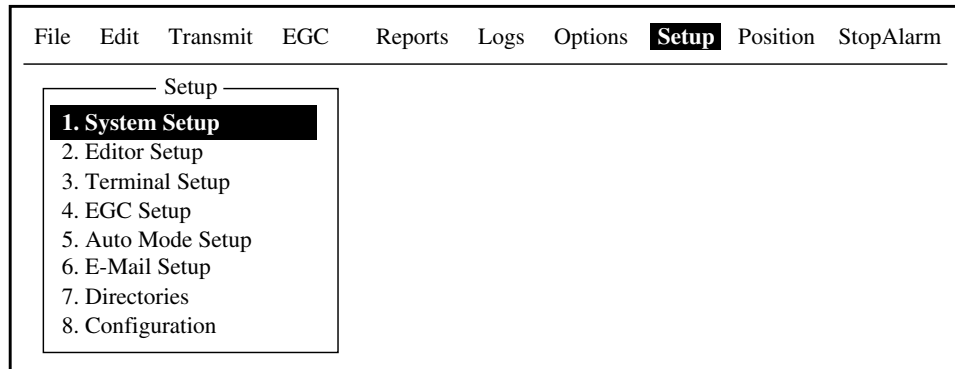 File Edit Transmit EGC Reports Logs Options Setup Position StopAlarm
Setup
1. System Setup
2. Editor Setup
3. Terminal Setup
4. EGC Setup
5. Auto Mode Setup
6. E-Mail Setup
7. Directories
8. Configuration